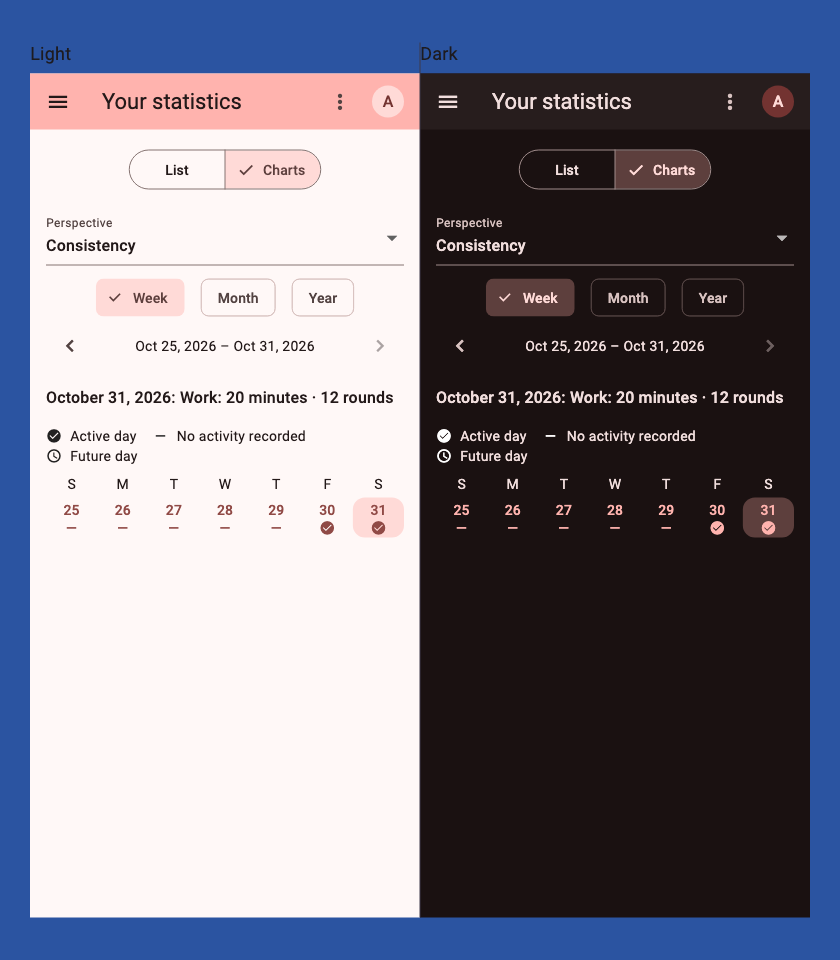 Light
Your statistics
A
List
Charts
Perspective
Consistency
Week Month Year
Oct 25, 2026 – Oct 31, 2026
October 31, 2026: Work: 20 minutes · 12 rounds
Active day
No activity recorded
Future day
S M T W T F S
25 26 27 28 29 30 31
Dark
Your statistics
A
List
Charts
Perspective
Consistency
Week Month Year
Oct 25, 2026 – Oct 31, 2026
October 31, 2026: Work: 20 minutes · 12 rounds
Active day
No activity recorded
Future day
S M T W T F S
25 26 27 28 29 30 31